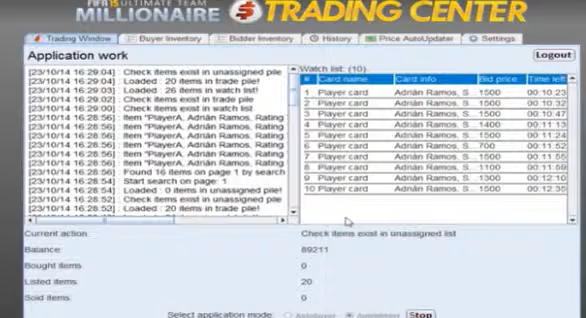 FIFA 15 ULTIMATE TEAM
MILLIONAIRE TRADING CENTER
Trading Window Buyer Inventory Bidder Inventory History Price AutoUpdater Settings
Application work
Logout
[23/10/14 16:29:04] : Check items exist in unassigned pile
[23/10/14 16:29:04] : Loaded : 20 items in trade pile!
[23/10/14 16:29:03] : Loaded : 26 items in watch list!
[23/10/14 16:29:02] : Check items exist in trade pile
[23/10/14 16:29:00] :
[23/10/14 16:28:56] : Item "PlayerA, Adrián Ramos, Rating
[23/10/14 16:28:56] : Item "PlayerA, Adrián Ramos, Rating
[23/10/14 16:28:56] : Item "PlayerA, Adrián Ramos, Rating
[23/10/14 16:28:56] : Item "PlayerA, Adrián Ramos, Rating
[23/10/14 16:28:56] : Found 16 items on page 1 by search
[23/10/14 16:28:54] : Start search on page: 1
[23/10/14 16:28:54] : Loaded : 0 items in unassigned pile!
[23/10/14 16:28:52] : Check items exist in unassigned
[23/10/14 16:28:52] : Loaded : 20 items in trade pile!
Watch list: (10)
# Card name Card info Bid price Time left
1 Player card Adrián Ramos, S... 1500 00:10:23
2 Player card Adrián Ramos, S... 1500 00:10:32
3 Player card Adrián Ramos, S... 1500 00:10:47
4 Player card Adrián Ramos, S... 1400 00:11:13
5 Player card Adrián Ramos, S... 1500 00:11:24
6 Player card Adrián Ramos, S... 700 00:11:52
7 Player card Adrián Ramos, S... 1500 00:11:55
8 Player card Adrián Ramos, S... 1100 00:11:59
9 Player card Adrián Ramos, S... 1300 00:12:10
10 Player card Adrián Ramos, S... 1500 00:12:35
Current action: Check items exist in unassigned list
Balance: 89211
Bought items 0
Listed items 20
Sold items: 0
Select application mode: Stop